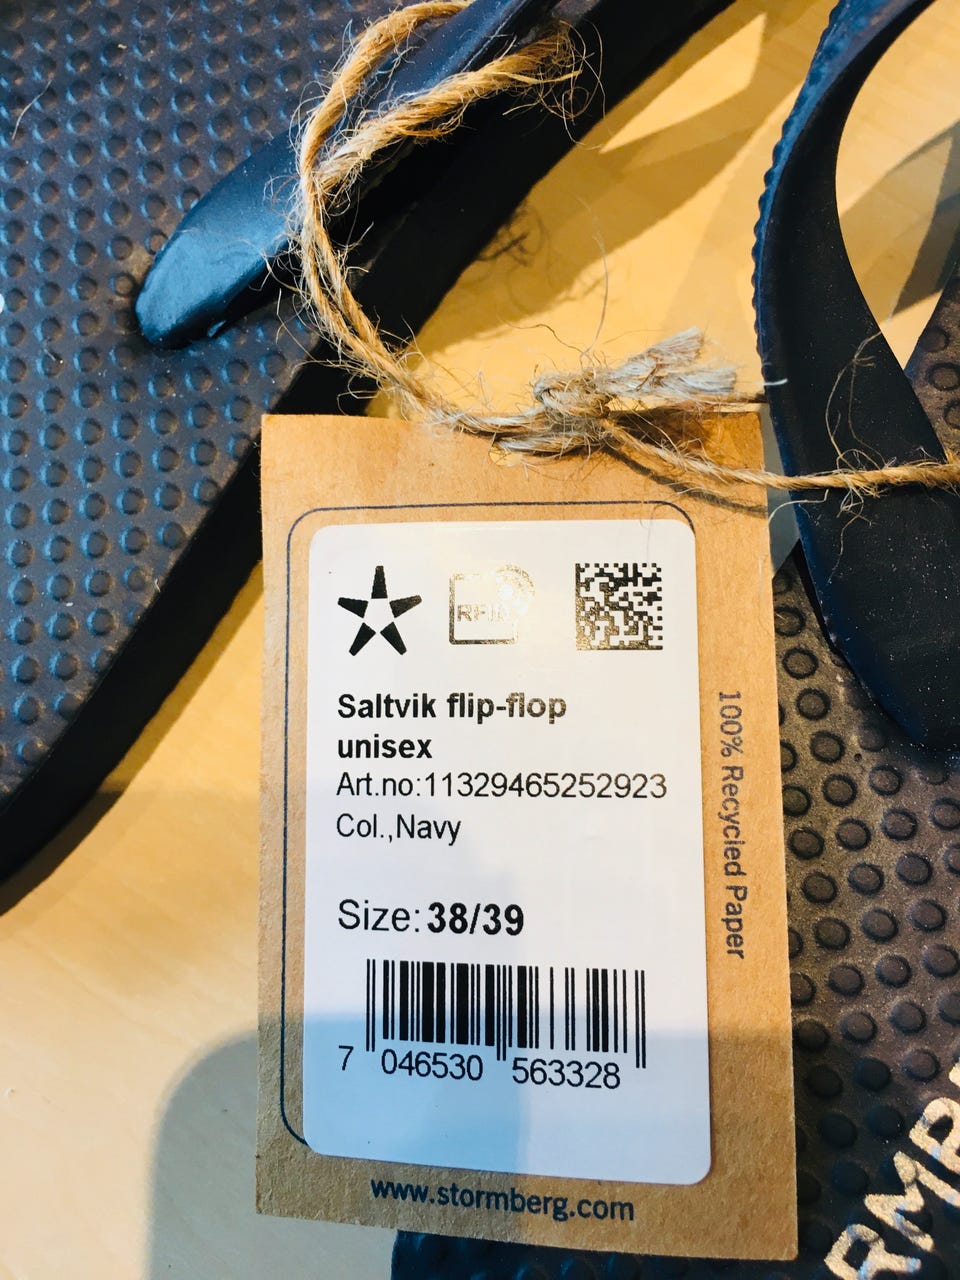 RFID
Saltvik flip-flop
unisex
Art.no:11329465252923
Col.,Navy
Size: 38/39
7 046530 563328
100% Recycled Paper
www.stormberg.com